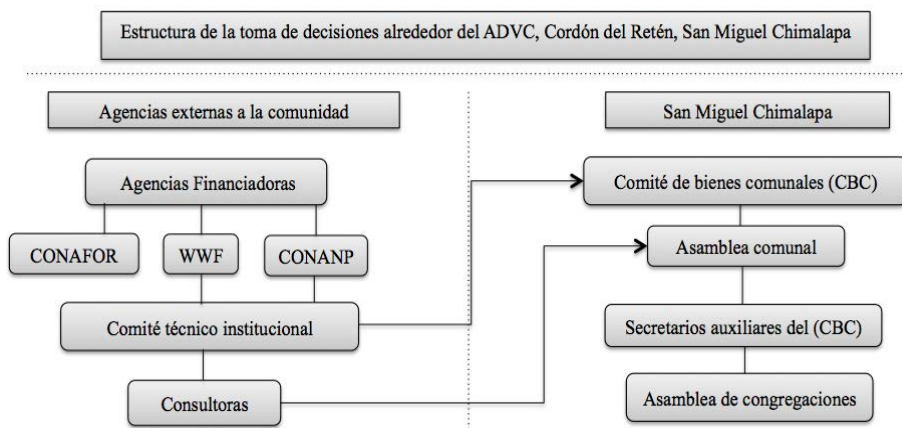 Estructura de la toma de decisiones alrededor del ADVC, Cordón del Retén, San Miguel Chimalapa
Agencias externas a la comunidad
San Miguel Chimalapa
Agencias Financiadoras
Comité de bienes comunales (CBC)
CONAFOR
WWF
CONANP
Asamblea comunal
Comité técnico institucional
Secretarios auxiliares del (CBC)
Consultoras
Asamblea de congregaciones